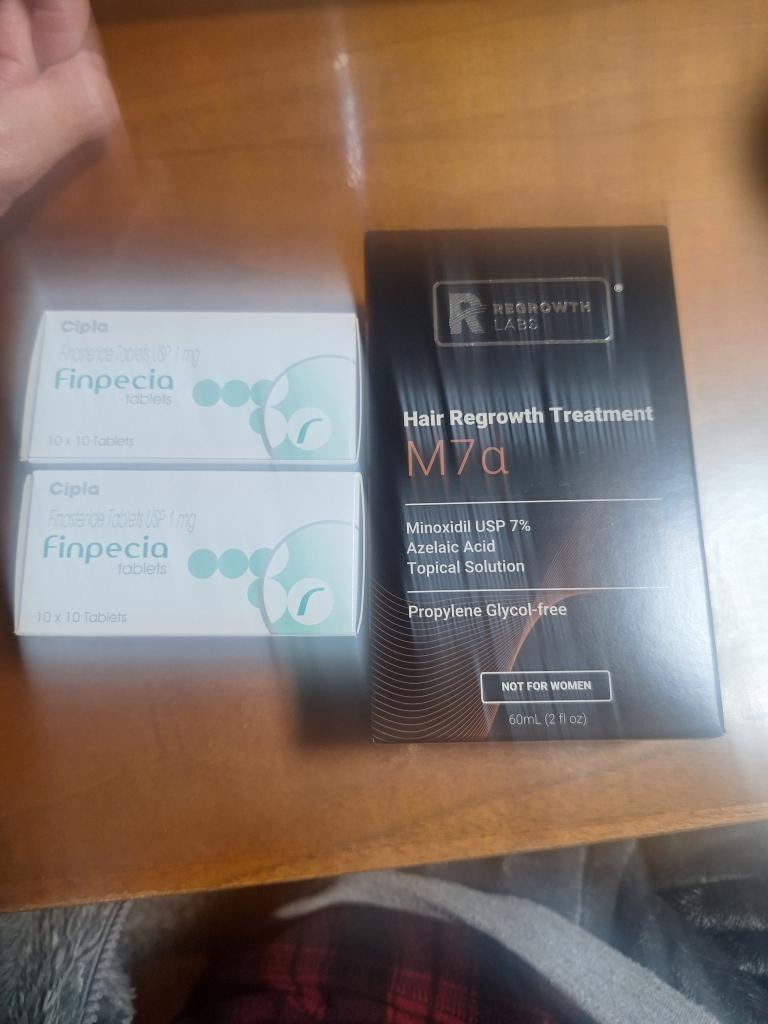 Cipla
Finasteride Tablets USP 1 mg
Finpecia
tablets
10 x 10 Tablets
Cipla
Finasteride Tablets USP 1 mg
Finpecia
tablets
10 x 10 Tablets
R REGROWTH
LABS
®
Hair Regrowth Treatment
M7α
Minoxidil USP 7%
Azelaic Acid
Topical Solution
Propylene Glycol-free
NOT FOR WOMEN
60mL (2 fl oz)